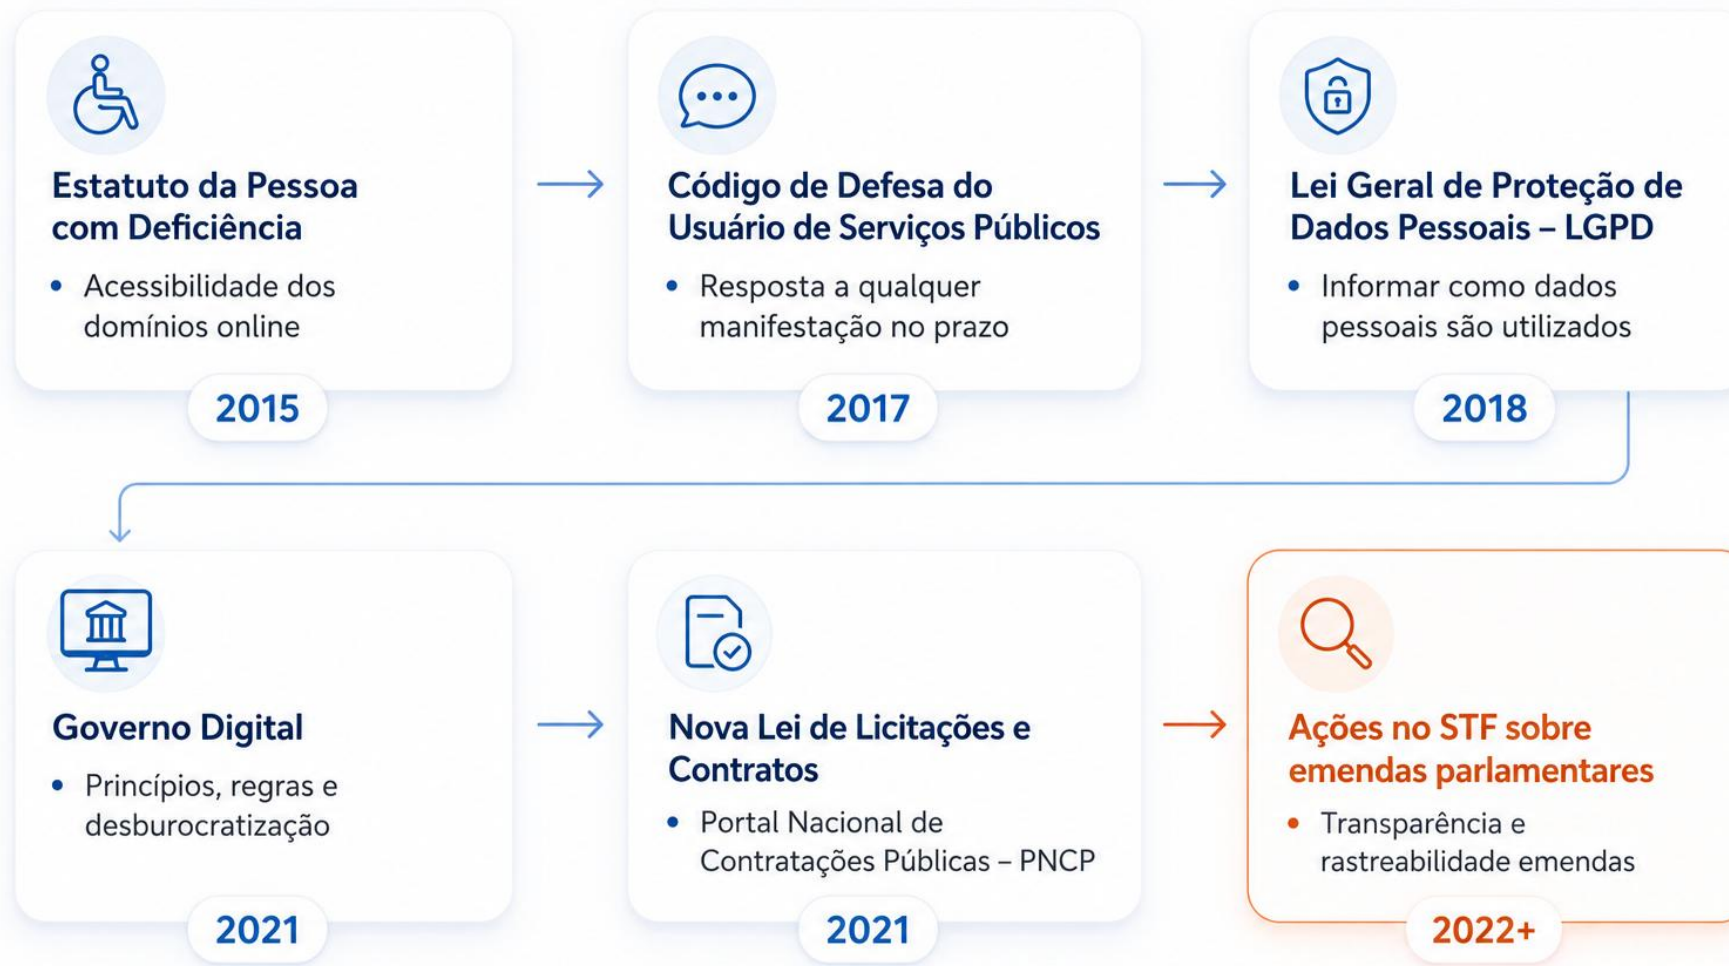 Estatuto da Pessoa
com Deficiência
• Acessibilidade dos
domínios online
2015
Código de Defesa do
Usuário de Serviços Públicos
• Resposta a qualquer
manifestação no prazo
2017
Lei Geral de Proteção de
Dados Pessoais – LGPD
• Informar como dados
pessoais são utilizados
2018
Governo Digital
• Princípios, regras e
desburocratização
2021
Nova Lei de Licitações e
Contratos
• Portal Nacional de
Contratações Públicas – PNCP
2021
Ações no STF sobre
emendas parlamentares
• Transparência e
rastreabilidade emendas
2022+